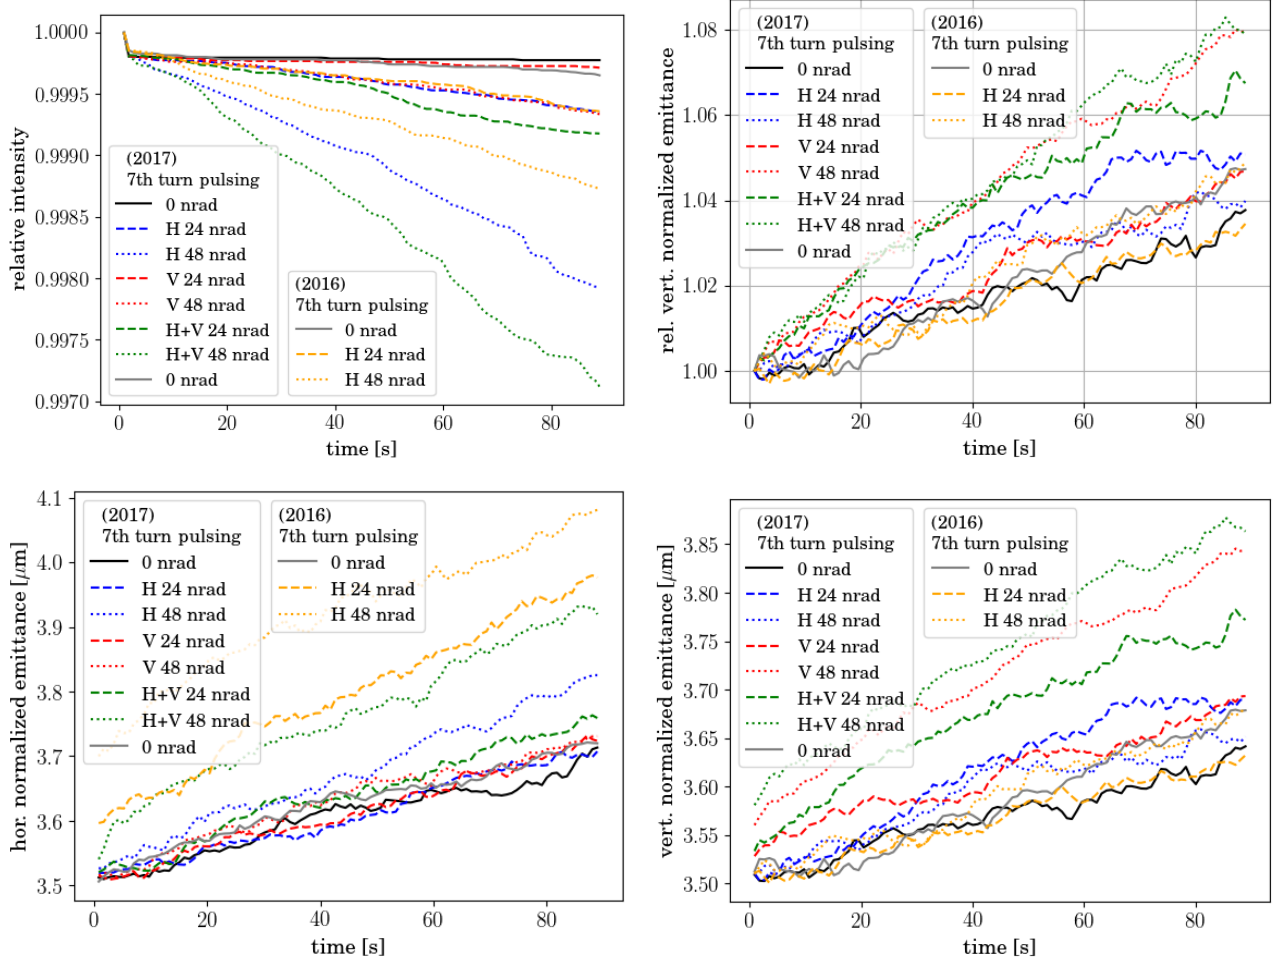 1.0000
0.9995
0.9990
0.9985
0.9980
0.9975
0.9970
relative intensity
(2017)
7th turn pulsing
0 nrad
H 24 nrad
H 48 nrad
V 24 nrad
V 48 nrad
H+V 24 nrad
H+V 48 nrad
0 nrad
(2016)
7th turn pulsing
0 nrad
H 24 nrad
H 48 nrad
0 20 40 60 80
time [s]
1.08
1.06
1.04
1.02
1.00
rel. vert. normalized emittance
(2017)
7th turn pulsing
0 nrad
H 24 nrad
H 48 nrad
V 24 nrad
V 48 nrad
H+V 24 nrad
H+V 48 nrad
0 nrad
(2016)
7th turn pulsing
0 nrad
H 24 nrad
H 48 nrad
0 20 40 60 80
time [s]
4.1
4.0
3.9
3.8
3.7
3.6
3.5
hor. normalized emittance [μm]
(2017)
7th turn pulsing
0 nrad
H 24 nrad
H 48 nrad
V 24 nrad
V 48 nrad
H+V 24 nrad
H+V 48 nrad
0 nrad
(2016)
7th turn pulsing
0 nrad
H 24 nrad
H 48 nrad
0 20 40 60 80
time [s]
3.85
3.80
3.75
3.70
3.65
3.60
3.55
3.50
vert. normalized emittance [μm]
(2017)
7th turn pulsing
0 nrad
H 24 nrad
H 48 nrad
V 24 nrad
V 48 nrad
H+V 24 nrad
H+V 48 nrad
0 nrad
(2016)
7th turn pulsing
0 nrad
H 24 nrad
H 48 nrad
0 20 40 60 80
time [s]